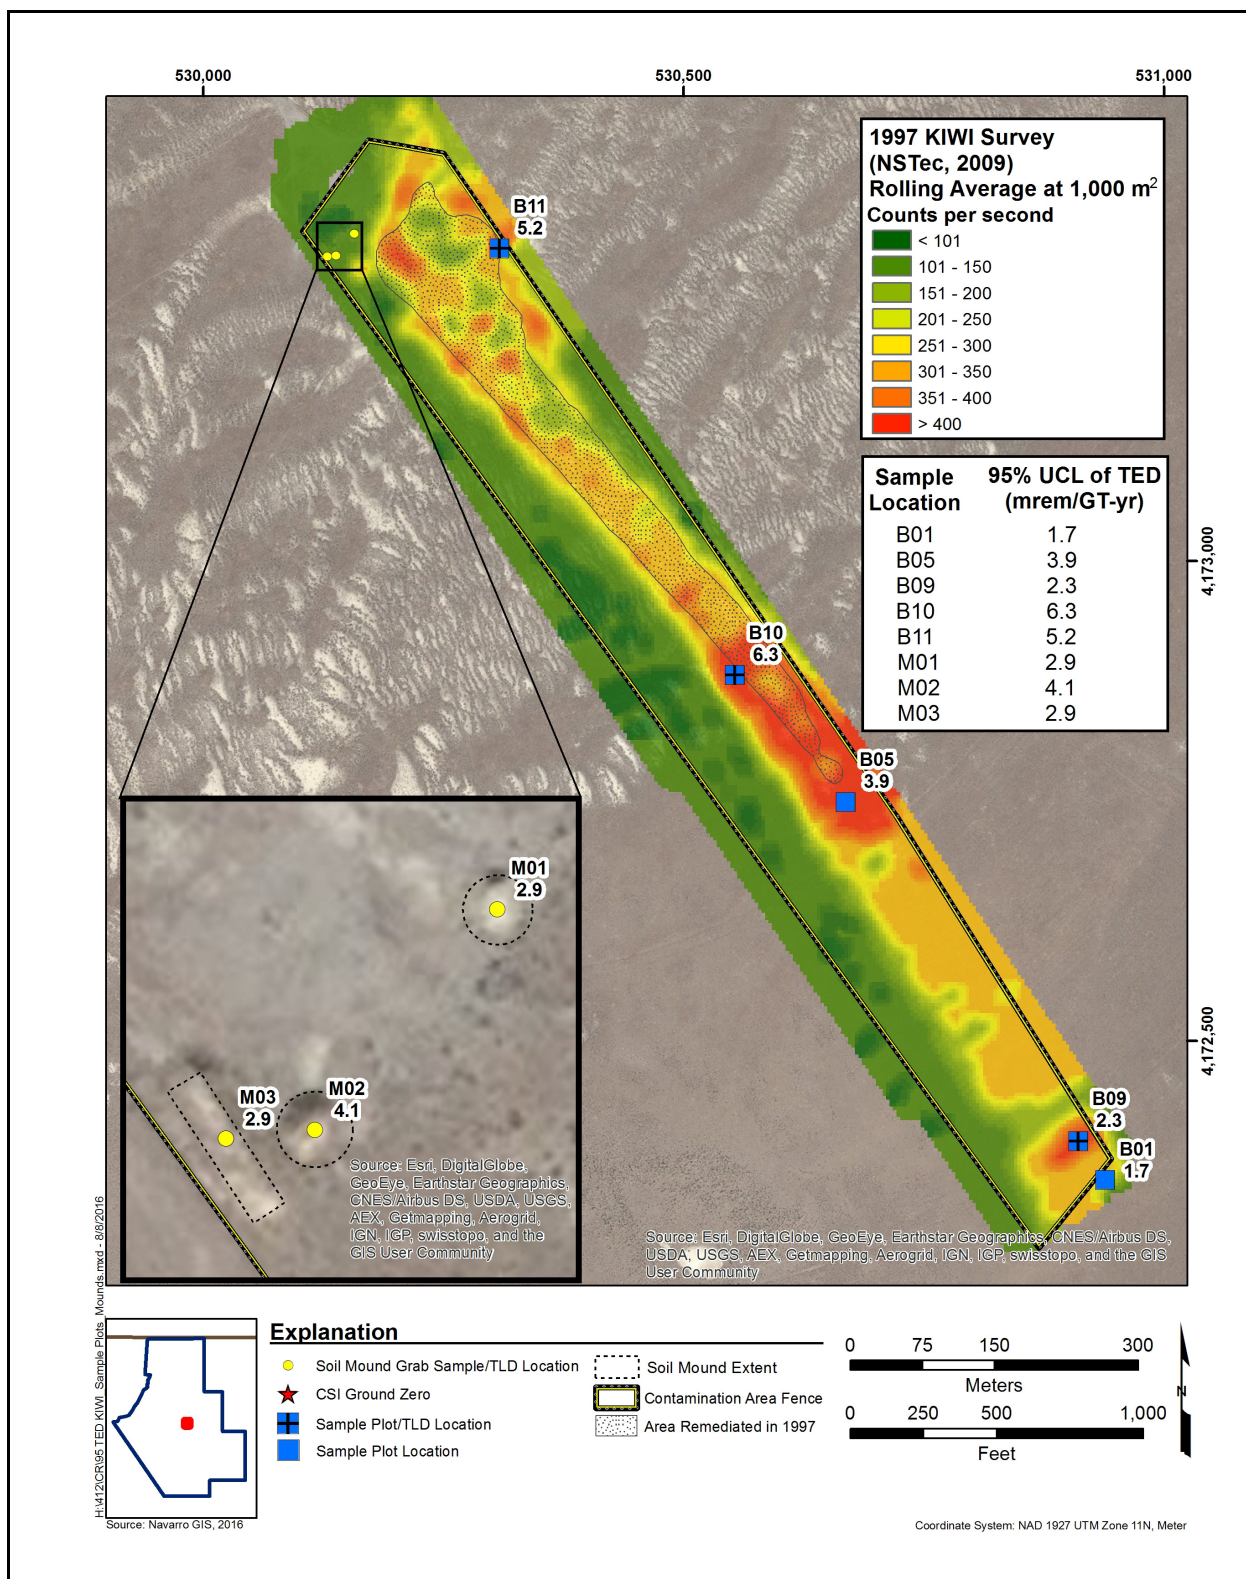 530,000 530,500 531,000
1997 KIWI Survey
(NSTec, 2009)
Rolling Average at 1,000 m²
Counts per second
< 101
101 - 150
151 - 200
201 - 250
251 - 300
301 - 350
351 - 400
> 400
Sample Location 95% UCL of TED (mrem/GT-yr)
B01 1.7
B05 3.9
B09 2.3
B10 6.3
B11 5.2
M01 2.9
M02 4.1
M03 2.9
B11
5.2
4,173,000
B10
6.3
B05
3.9
4,172,500
B09
2.3
B01
1.7
M01
2.9
M02
4.1
M03
2.9
Source: Esri, DigitalGlobe,
GeoEye, Earthstar Geographics,
CNES/Airbus DS, USDA, USGS,
AEX, Getmapping, Aerogrid,
IGN, IGP, swisstopo, and the
GIS User Community
Source: Esri, DigitalGlobe, GeoEye, Earthstar Geographics, CNES/Airbus DS,
USDA, USGS, AEX, Getmapping, Aerogrid, IGN, IGP, swisstopo, and the GIS
User Community
H:\412\CR\95 TED KIWI_Sample Plots_Mounds.mxd - 8/8/2016
Source: Navarro GIS, 2016
Explanation
Soil Mound Grab Sample/TLD Location
CSI Ground Zero
Sample Plot/TLD Location
Sample Plot Location
Soil Mound Extent
Contamination Area Fence
Area Remediated in 1997
0 75 150 300
Meters
0 250 500 1,000
Feet
N
Coordinate System: NAD 1927 UTM Zone 11N, Meter